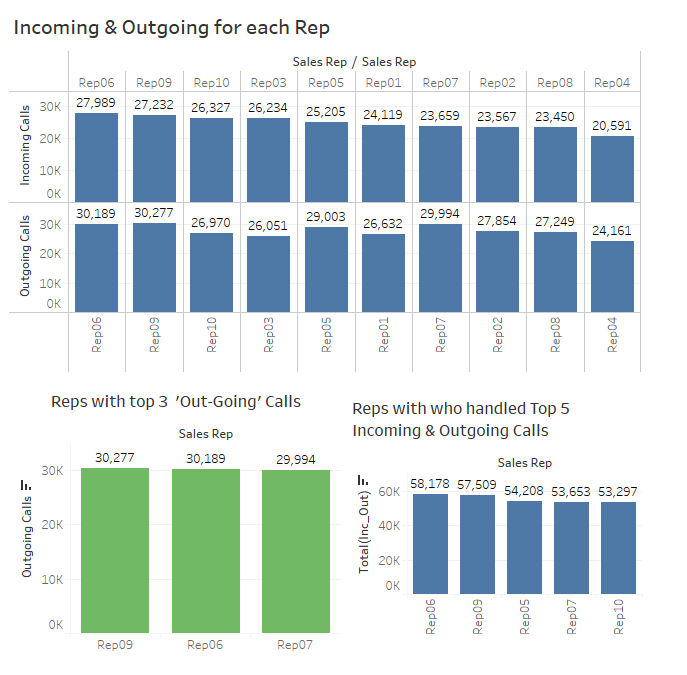 Incoming & Outgoing for each Rep
Sales Rep / Sales Rep
Rep06 Rep09 Rep10 Rep03 Rep05 Rep01 Rep07 Rep02 Rep08 Rep04
Incoming Calls
30K
20K
10K
0K
27,989 27,232 26,327 26,234 25,205 24,119 23,659 23,567 23,450 20,591
Outgoing Calls
30K
20K
10K
0K
30,189 30,277 26,970 26,051 29,003 26,632 29,994 27,854 27,249 24,161
Rep06 Rep09 Rep10 Rep03 Rep05 Rep01 Rep07 Rep02 Rep08 Rep04
Reps with top 3 'Out-Going' Calls
Sales Rep
Outgoing Calls
30K
20K
10K
0K
30,277 30,189 29,994
Rep09 Rep06 Rep07
Reps with who handled Top 5
Incoming & Outgoing Calls
Sales Rep
Total(Inc_Out)
60K
40K
20K
0K
58,178 57,509 54,208 53,653 53,297
Rep06 Rep09 Rep05 Rep07 Rep10